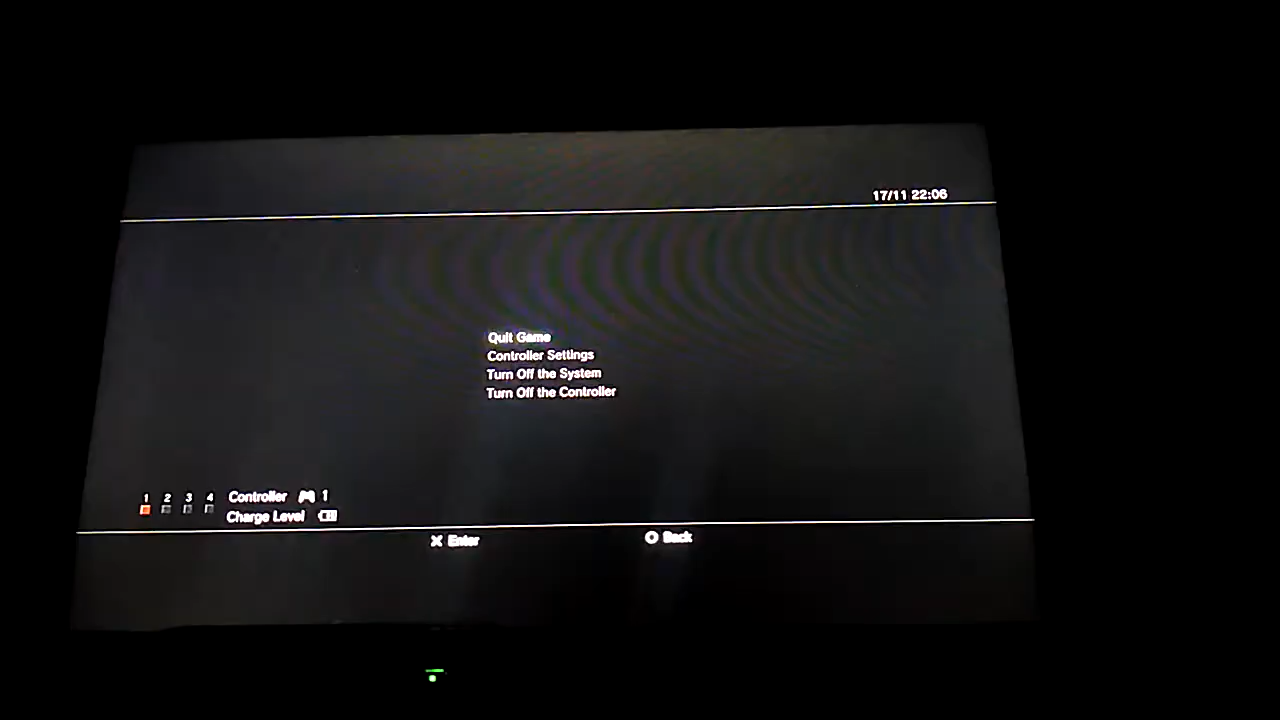 17/11 22:06
Quit Game
Controller Settings
Turn Off the System
Turn Off the Controller
1 2 3 4 Controller 1
Charge Level
Enter Back